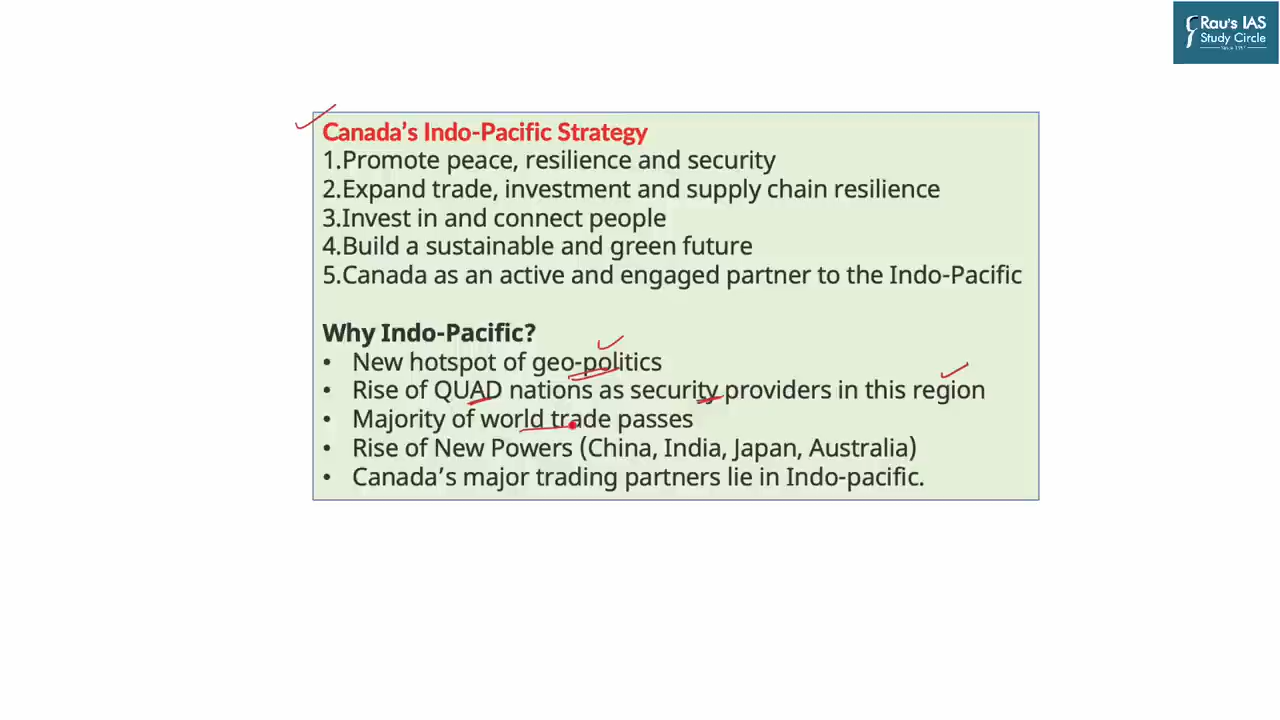 Rau's IAS
Study Circle
Canada's Indo-Pacific Strategy
1.Promote peace, resilience and security
2.Expand trade, investment and supply chain resilience
3.Invest in and connect people
4.Build a sustainable and green future
5.Canada as an active and engaged partner to the Indo-Pacific
Why Indo-Pacific?
• New hotspot of geo-politics
• Rise of QUAD nations as security providers in this region
• Majority of world trade passes
• Rise of New Powers (China, India, Japan, Australia)
• Canada's major trading partners lie in Indo-pacific.